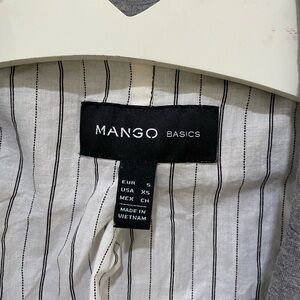 MANGO BASICS
EUR S
USA XS
MEX CH
MADE IN
VIETNAM